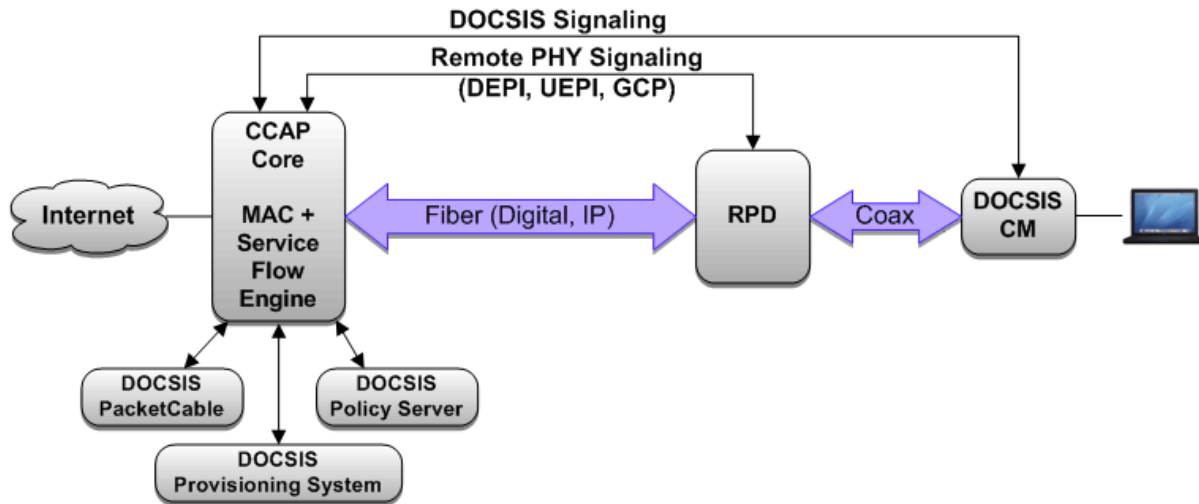 DOCSIS Signaling
Remote PHY Signaling
(DEPI, UEPI, GCP)
CCAP
Core
MAC +
Service
Flow
Engine
Internet
Fiber (Digital, IP)
RPD
Coax
DOCSIS
CM
DOCSIS
PacketCable
DOCSIS
Policy Server
DOCSIS
Provisioning System